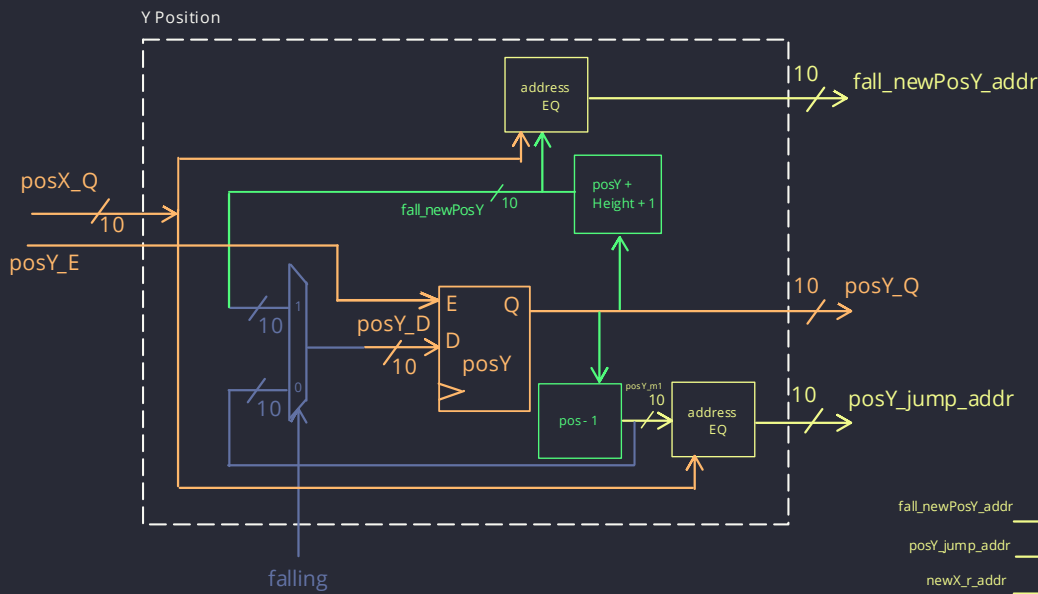 Y Position
10
fall_newPosY_addr
address
EQ
posX_Q
10
posY +
Height + 1
fall_newPosY
10
posY_E
10
posY_Q
1
10
E
Q
posY_D
10
D
posY
0
10
posY_m1
10
pos - 1
address
EQ
10
posY_jump_addr
falling
fall_newPosY_addr
posY_jump_addr
newX_r_addr